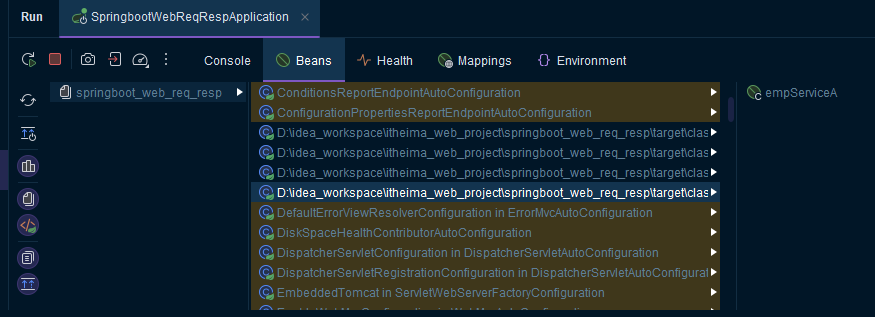 Run SpringbootWebReqRespApplication
Console Beans Health Mappings Environment
springboot_web_req_resp
ConditionsReportEndpointAutoConfiguration
ConfigurationPropertiesReportEndpointAutoConfiguration
D:\idea_workspace\itheima_web_project\springboot_web_req_resp\target\clas
D:\idea_workspace\itheima_web_project\springboot_web_req_resp\target\clas
D:\idea_workspace\itheima_web_project\springboot_web_req_resp\target\clas
D:\idea_workspace\itheima_web_project\springboot_web_req_resp\target\clas
DefaultErrorViewResolverConfiguration in ErrorMvcAutoConfiguration
DiskSpaceHealthContributorAutoConfiguration
DispatcherServletConfiguration in DispatcherServletAutoConfiguration
DispatcherServletRegistrationConfiguration in DispatcherServletAutoConfigurat
EmbeddedTomcat in ServletWebServerFactoryConfiguration
empServiceA